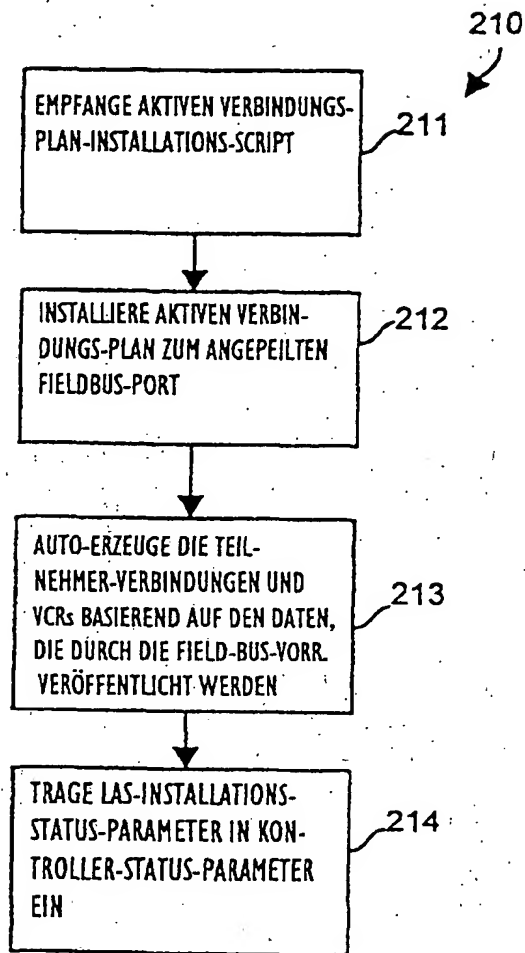 210
EMPFANGE AKTIVEN VERBINDUNGS-
PLAN-INSTALLATIONS-SCRIPT
211
INSTALLIERE AKTIVEN VERBIN-
DUNGS-PLAN ZUM ANGEPEILTEN
FIELDBUS-PORT
212
AUTO-ERZEUGE DIE TEIL-
NEHMER-VERBINDUNGEN UND
VCRs BASIEREND AUF DEN DATEN,
DIE DURCH DIE FIELD-BUS-VORR.
VERÖFFENTLICHT WERDEN
213
TRAGE LAS-INSTALLATIONS-
STATUS-PARAMETER IN KON-
TROLLER-STATUS-PARAMETER
EIN
214